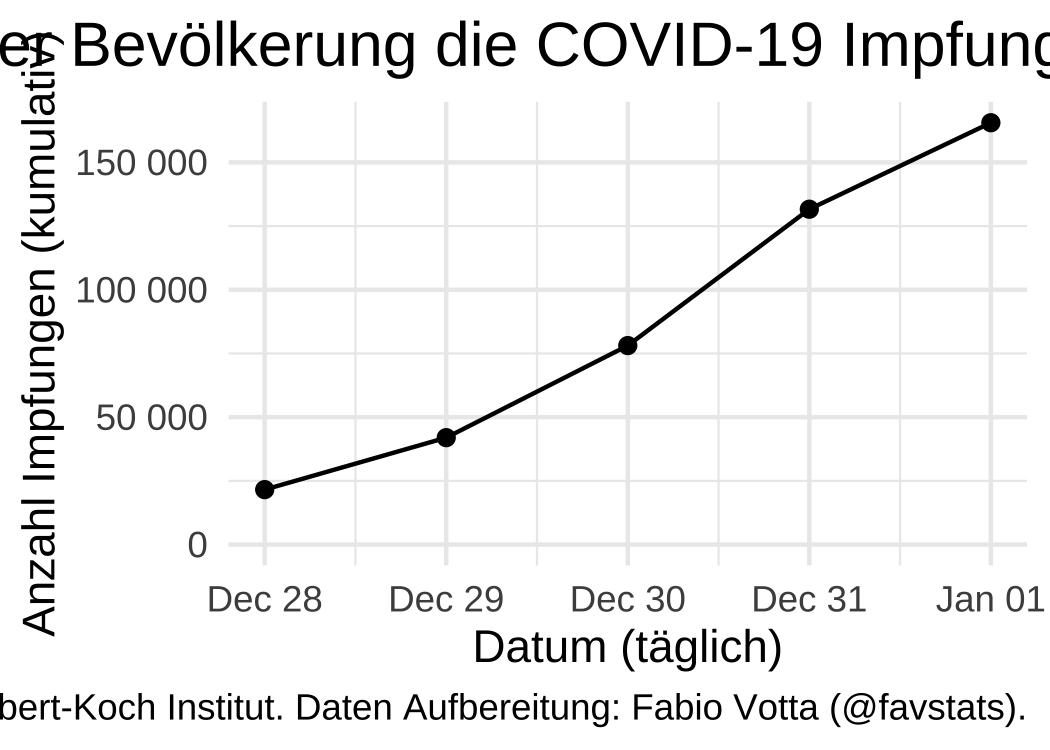 Bevölkerung die COVID-19 Impfung
Anzahl Impfungen (kumulativ)
150 000
100 000
50 000
0
Dec 28 Dec 29 Dec 30 Dec 31 Jan 01
Datum (täglich)
bert-Koch Institut. Daten Aufbereitung: Fabio Votta (@favstats).